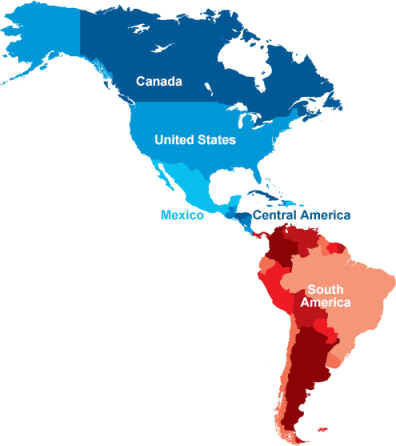 Canada
United States
Mexico
Central America
South
America